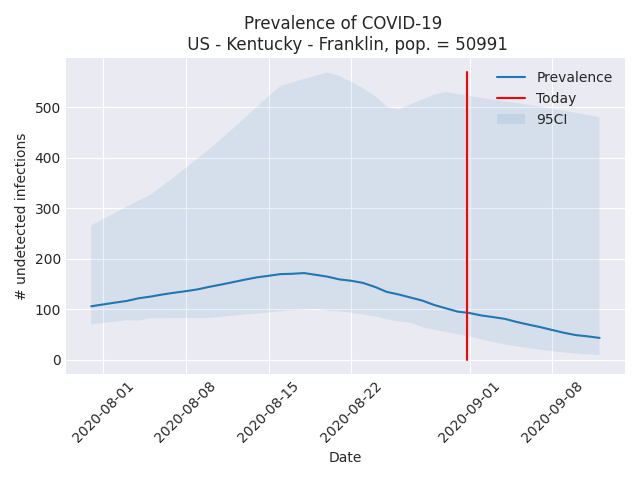 Prevalence of COVID-19
US - Kentucky - Franklin, pop. = 50991
# undetected infections
500
400
300
200
100
0
Prevalence
Today
95CI
2020-08-01
2020-08-08
2020-08-15
2020-08-22
2020-09-01
2020-09-08
Date